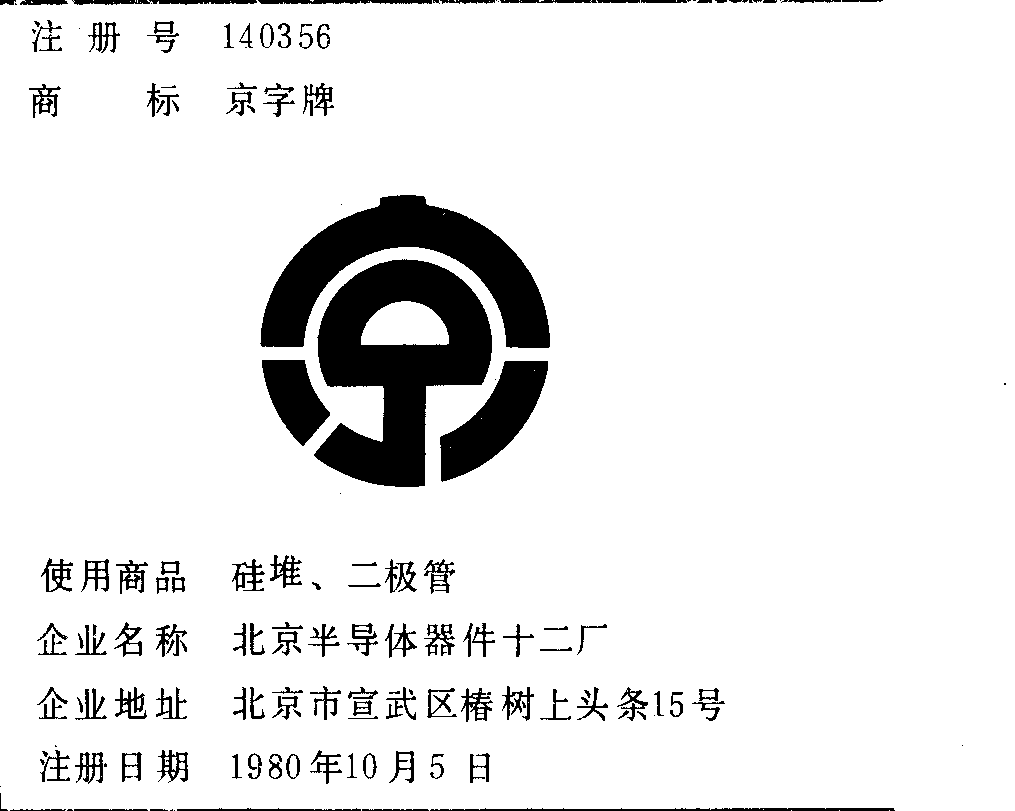 注册号 140356
商标 京字牌
使用商品 硅堆、二极管
企业名称 北京半导体器件十二厂
企业地址 北京市宣武区椿树上头条15号
注册日期 1980年10月5日